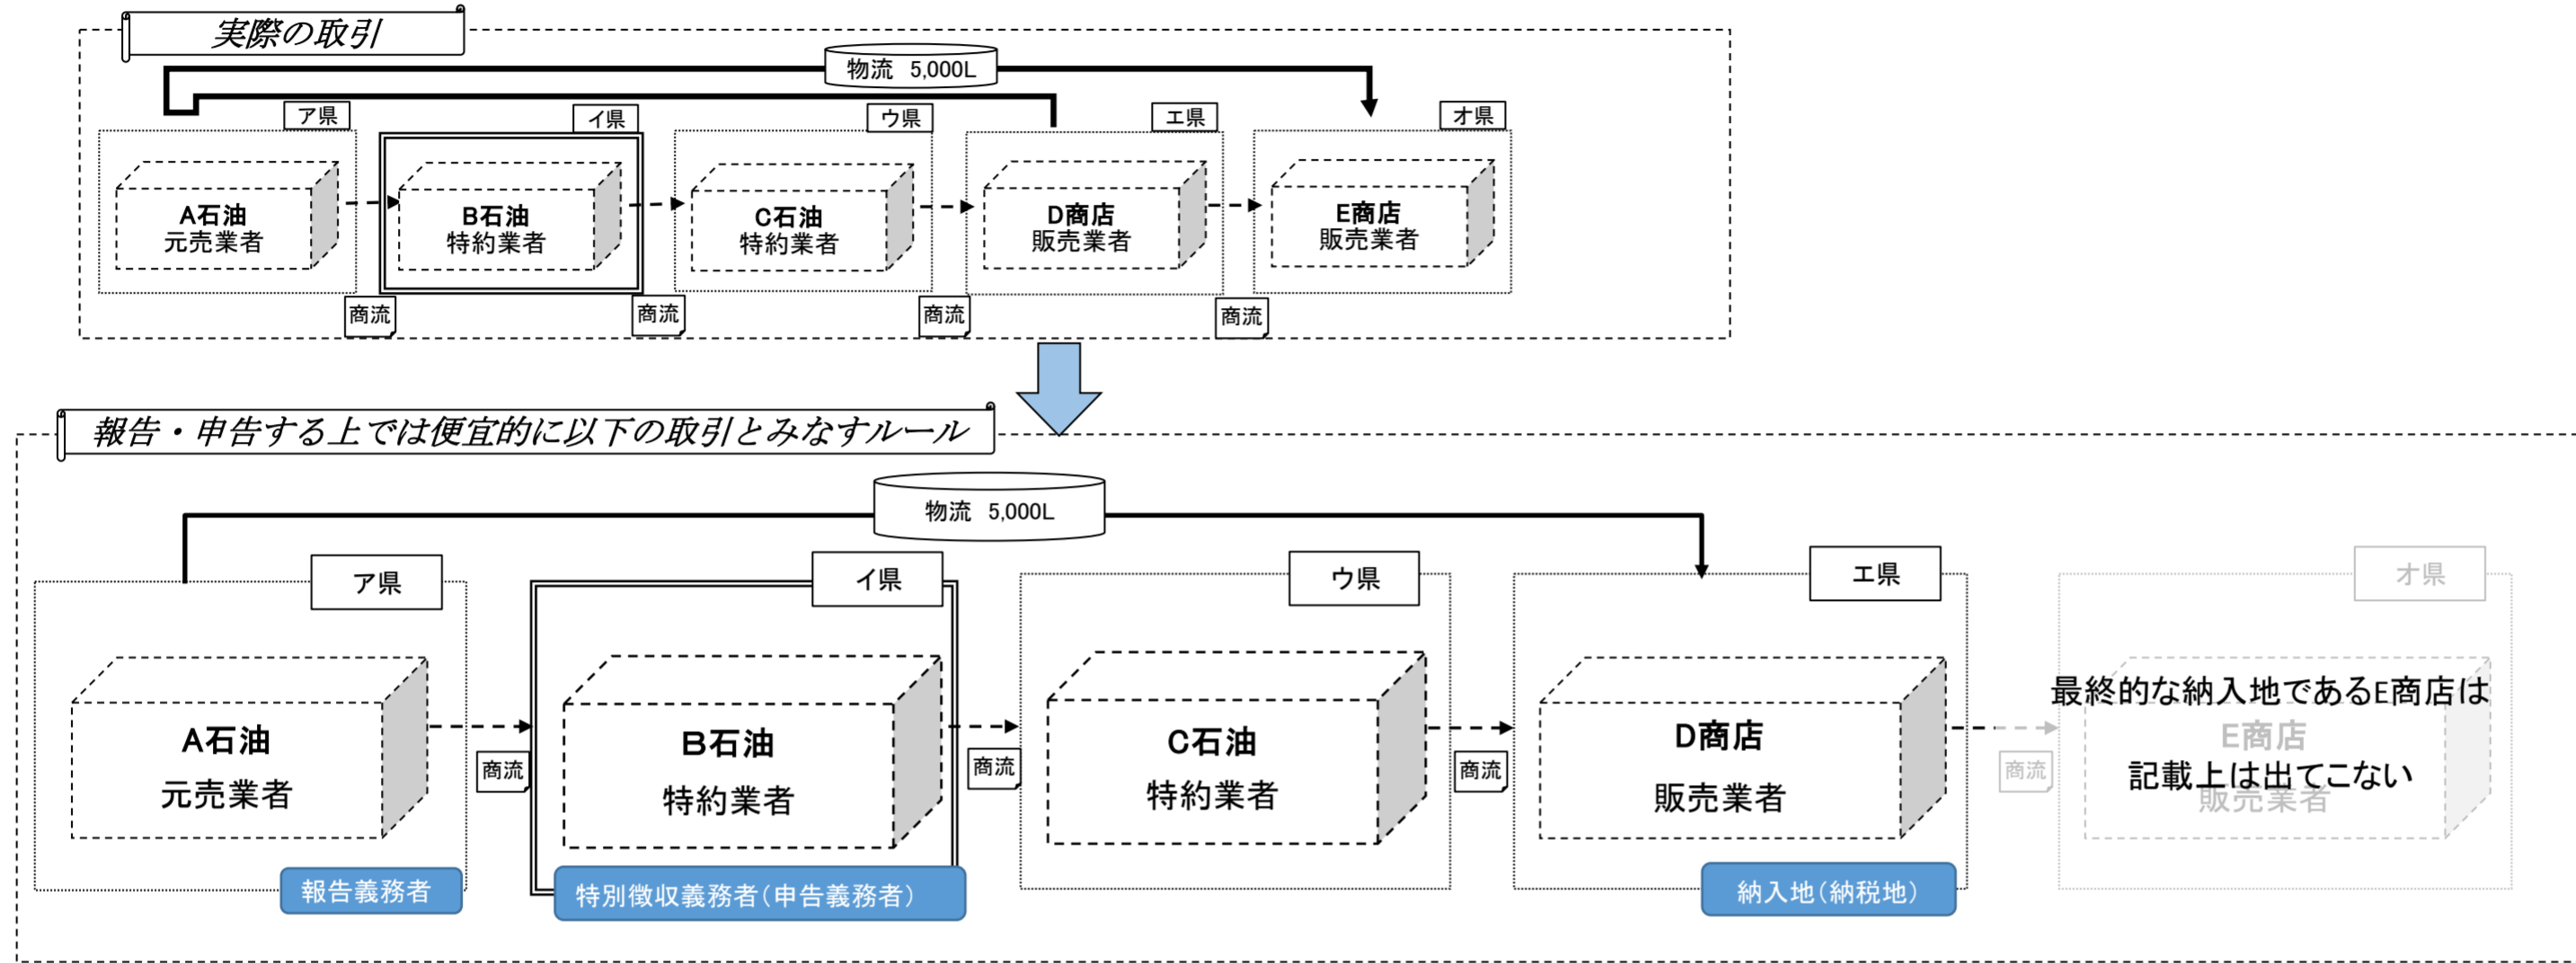 実際の取引
物流 5,000L
ア県
イ県
ウ県
エ県
オ県
A石油
元売業者
B石油
特約業者
C石油
特約業者
D商店
販売業者
E商店
販売業者
商流
商流
商流
商流
報告・申告する上では便宜的に以下の取引とみなすルール
物流 5,000L
ア県
イ県
ウ県
エ県
オ県
A石油
元売業者
B石油
特約業者
C石油
特約業者
D商店
販売業者
最終的な納入地であるE商店は
E商店
記載上は出てこない
販売業者
商流
商流
商流
商流
報告義務者
特別徴収義務者（申告義務者）
納入地（納税地）